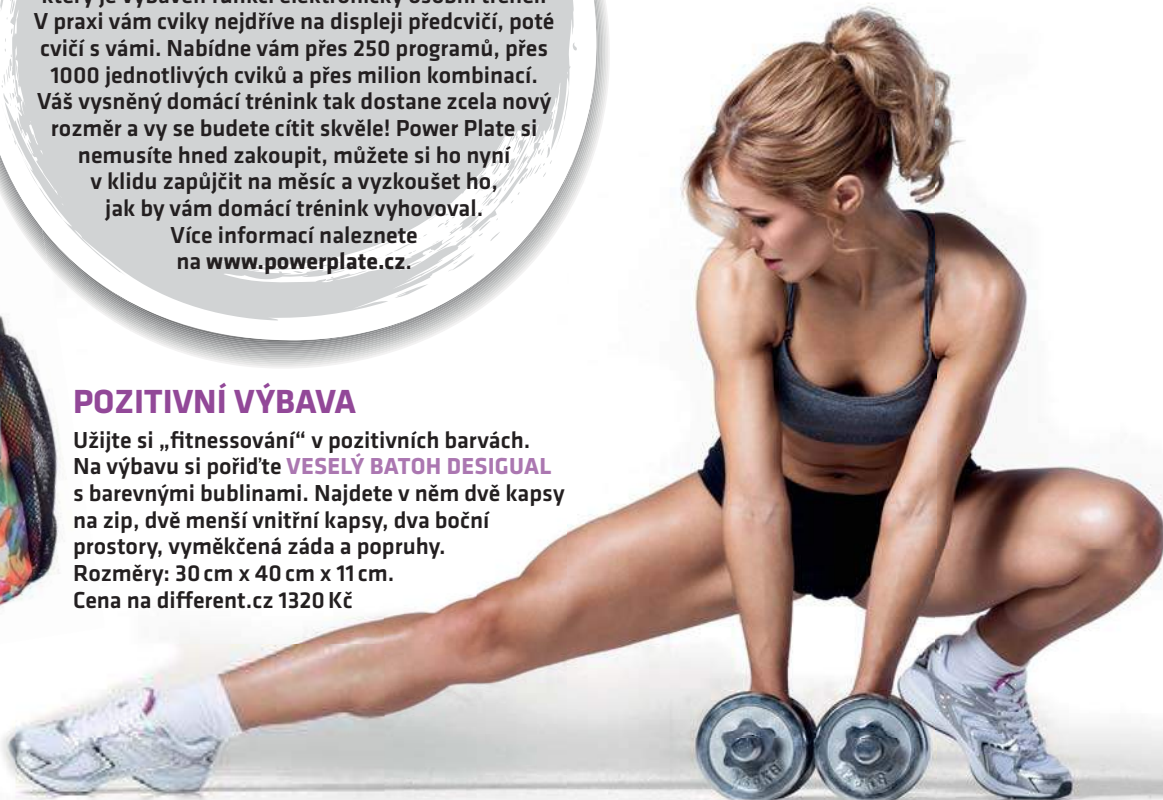 V praxi vám cviky nejdříve na displeji předcvičí, poté
cvičí s vámi. Nabídne vám přes 250 programů, přes
1000 jednotlivých cviků a přes milion kombinací.
Váš vysněný domácí trénink tak dostane zcela nový
rozměr a vy se budete cítit skvěle! Power Plate si
nemusíte hned zakoupit, můžete si ho nyní
v klidu zapůjčit na měsíc a vyzkoušet ho,
jak by vám domácí trénink vyhovoval.
Více informací naleznete
na www.powerplate.cz.
POZITIVNÍ VÝBAVA
Užijte si „fitnessování“ v pozitivních barvách.
Na výbavu si pořiďte VESELÝ BATOH DESIGUAL
s barevnými bublinami. Najdete v něm dvě kapsy
na zip, dvě menší vnitřní kapsy, dva boční
prostory, vyměkčená záda a popruhy.
Rozměry: 30 cm x 40 cm x 11 cm.
Cena na different.cz 1320 Kč